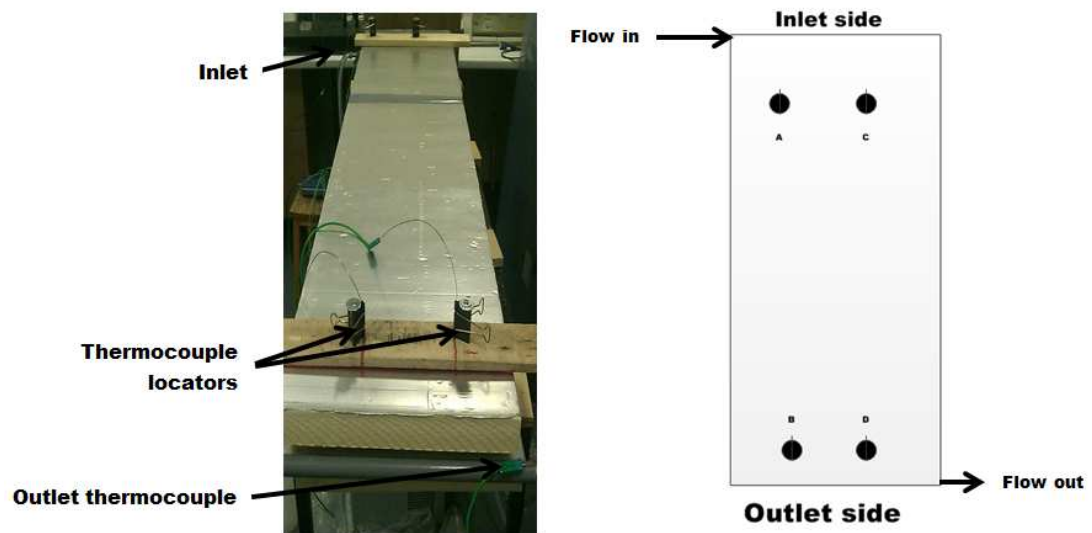 Inlet
Thermocouple
locators
Outlet thermocouple
Inlet side
Flow in
A
C
B
D
Flow out
Outlet side